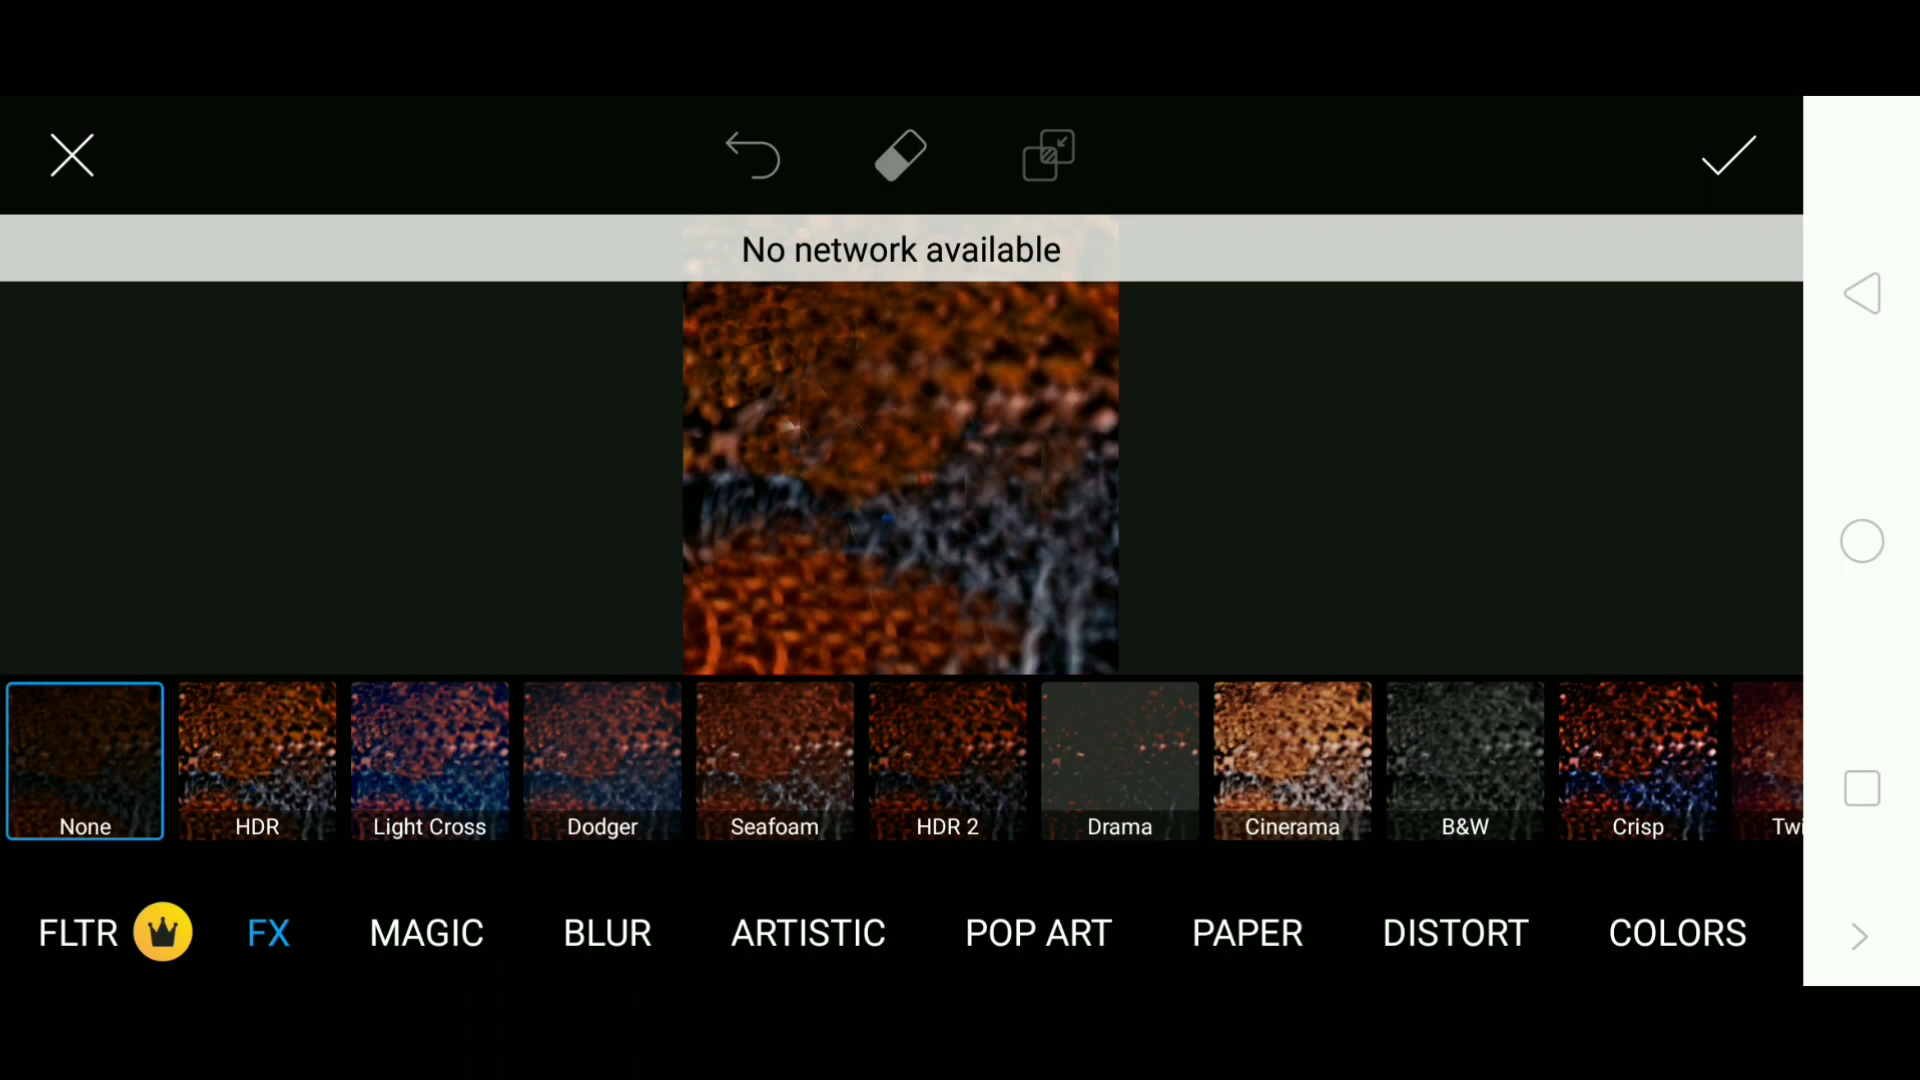 No network available
None HDR Light Cross Dodger Seafoam HDR 2 Drama Cinerama B&W Crisp Twi
FLTR FX MAGIC BLUR ARTISTIC POP ART PAPER DISTORT COLORS